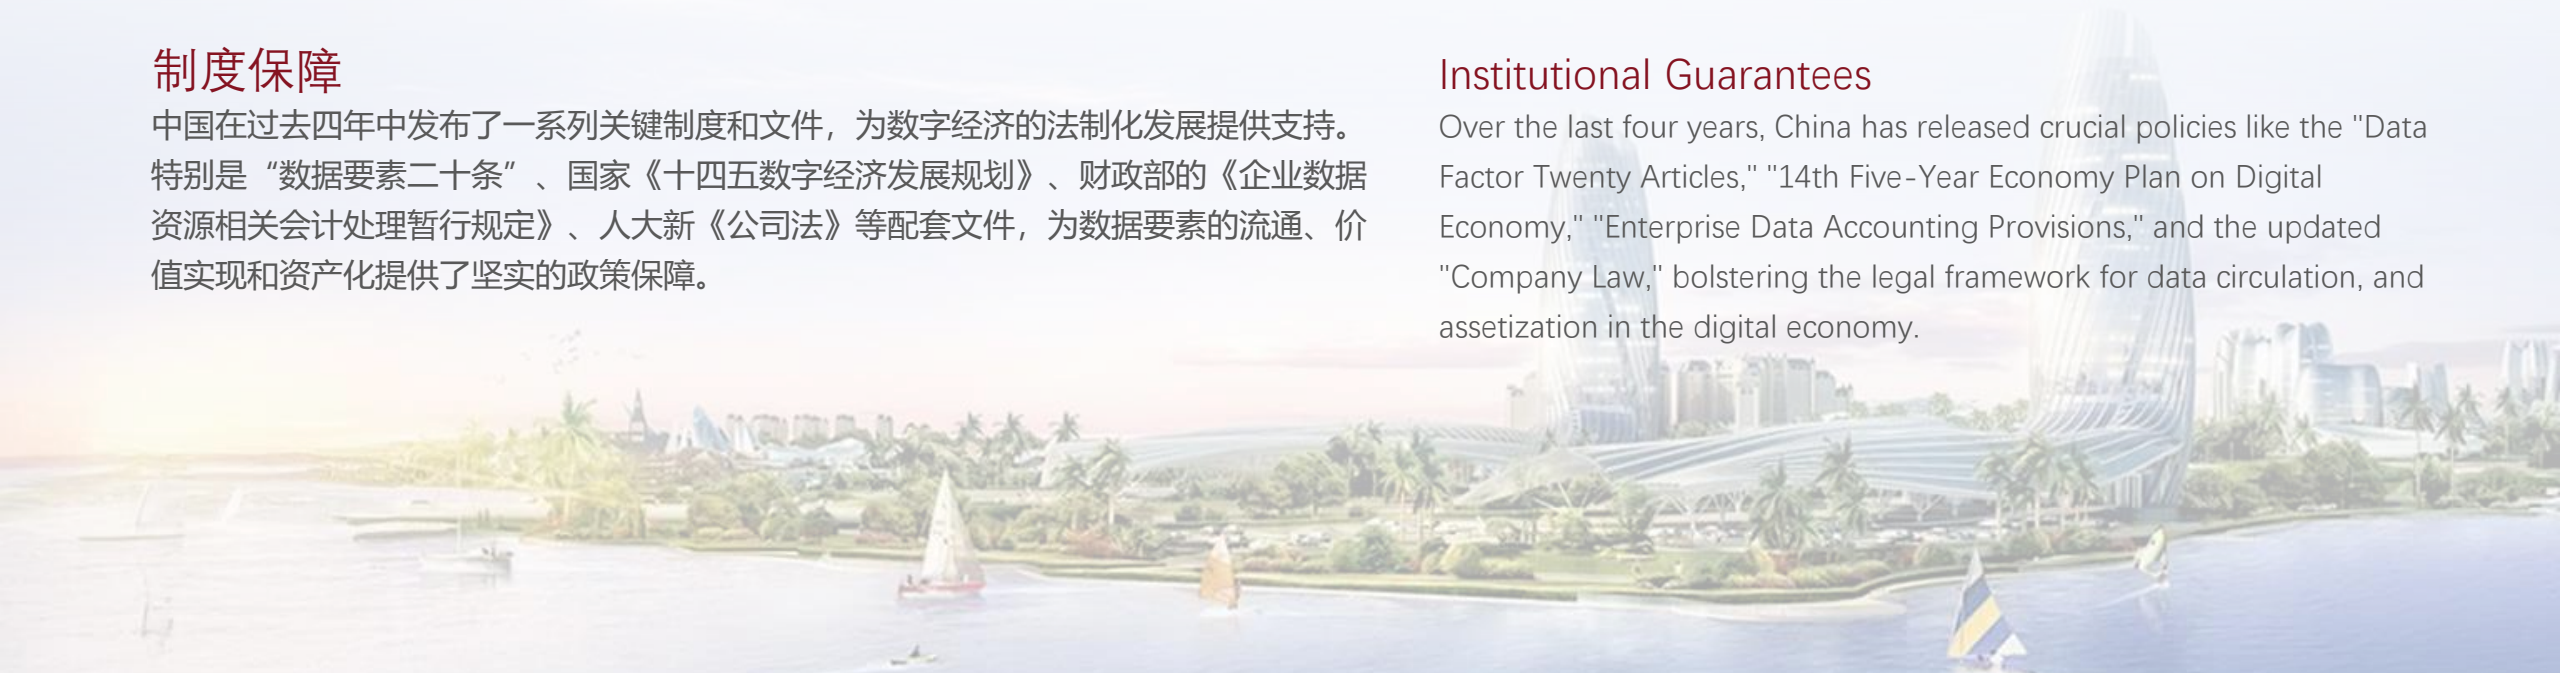 制度保障
中国在过去四年中发布了一系列关键制度和文件，为数字经济的法制化发展提供支持。
特别是“数据要素二十条”、国家《十四五数字经济发展规划》、财政部的《企业数据
资源相关会计处理暂行规定》、人大新《公司法》等配套文件，为数据要素的流通、价
值实现和资产化提供了坚实的政策保障。
Institutional Guarantees
Over the last four years, China has released crucial policies like the "Data
Factor Twenty Articles," "14th Five-Year Economy Plan on Digital
Economy," "Enterprise Data Accounting Provisions," and the updated
"Company Law," bolstering the legal framework for data circulation, and
assetization in the digital economy.